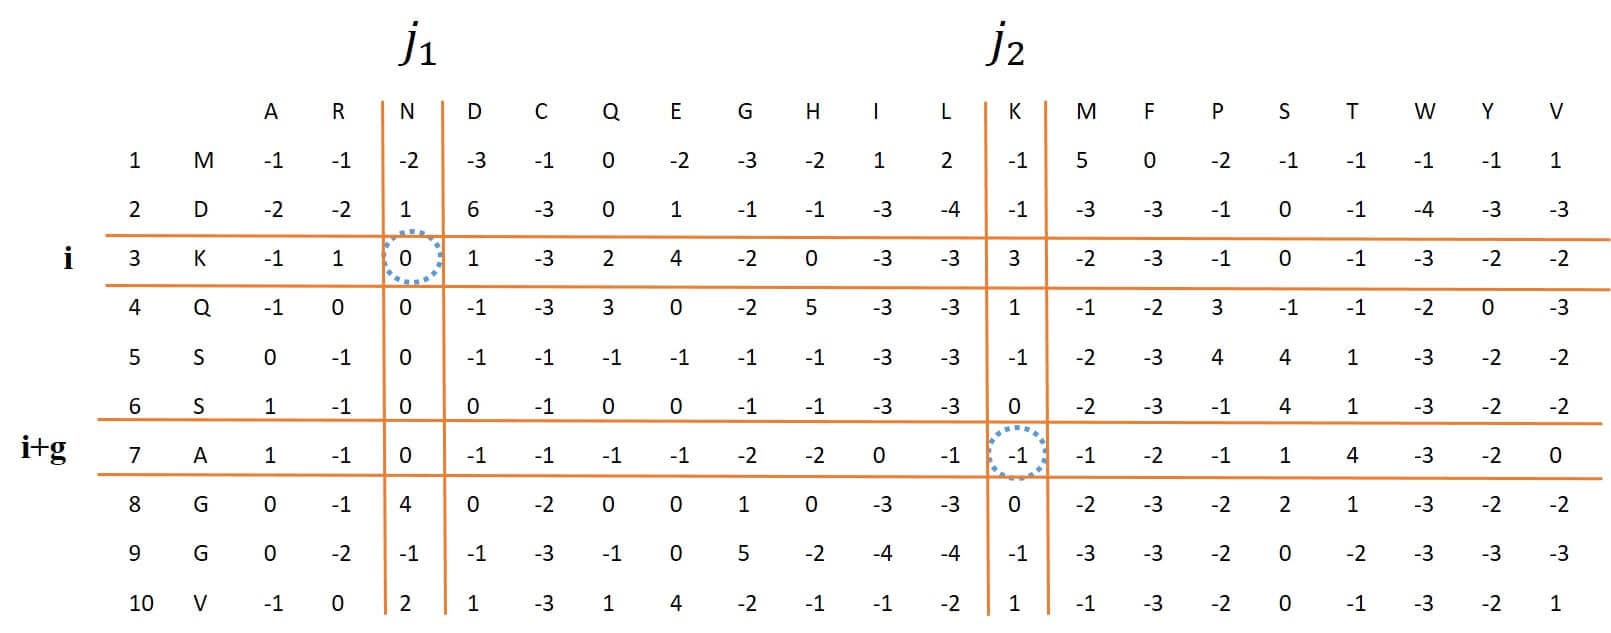 j1 j2
A R N D C Q E G H I L K M F P S T W Y V
1 M -1 -1 -2 -3 -1 0 -2 -3 -2 1 2 -1 5 0 -2 -1 -1 -1 -1 1
2 D -2 -2 1 6 -3 0 1 -1 -1 -3 -4 -1 -3 -3 -1 0 -1 -4 -3 -3
i 3 K -1 1 0 1 -3 2 4 -2 0 -3 -3 3 -2 -3 -1 0 -1 -3 -2 -2
4 Q -1 0 0 -1 -3 3 0 -2 5 -3 -3 1 -1 -2 3 -1 -1 -2 0 -3
5 S 0 -1 0 -1 -1 -1 -1 -1 -1 -3 -3 -1 -2 -3 4 4 1 -3 -2 -2
6 S 1 -1 0 0 -1 0 0 -1 -1 -3 -3 0 -2 -3 -1 4 1 -3 -2 -2
i+g 7 A 1 -1 0 -1 -1 -1 -1 -2 -2 0 -1 -1 -1 -2 -1 1 4 -3 -2 0
8 G 0 -1 4 0 -2 0 0 1 0 -3 -3 0 -2 -3 -2 2 1 -3 -2 -2
9 G 0 -2 -1 -1 -3 -1 0 5 -2 -4 -4 -1 -3 -3 -2 0 -2 -3 -3 -3
10 V -1 0 2 1 -3 1 4 -2 -1 -1 -2 1 -1 -3 -2 0 -1 -3 -2 1